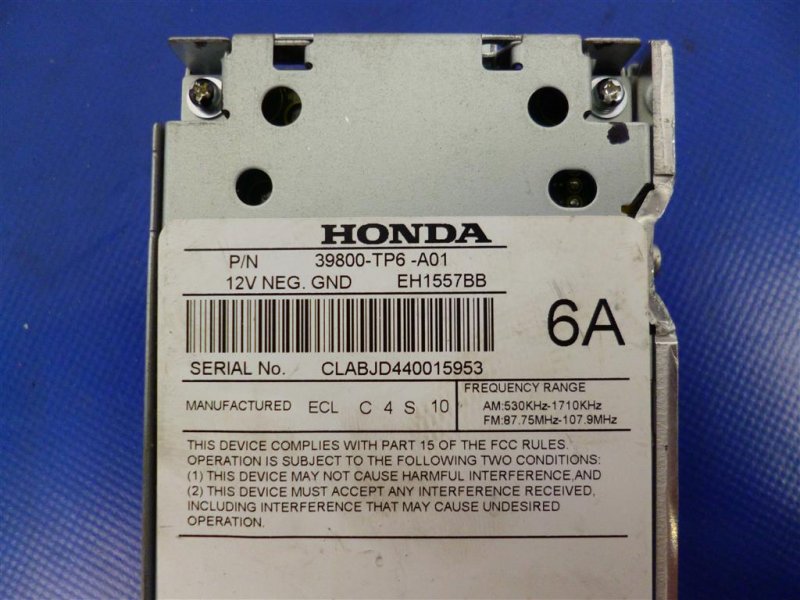 HONDA
P/N 39800-TP6 -A01
12V NEG. GND EH1557BB
6A
SERIAL No. CLABJD440015953
MANUFACTURED ECL C 4 S 10
FREQUENCY RANGE
AM:530KHz-1710KHz
FM:87.75MHz-107.9MHz
THIS DEVICE COMPLIES WITH PART 15 OF THE FCC RULES.
OPERATION IS SUBJECT TO THE FOLLOWING TWO CONDITIONS:
(1) THIS DEVICE MAY NOT CAUSE HARMFUL INTERFERENCE,AND
(2) THIS DEVICE MUST ACCEPT ANY INTERFERENCE RECEIVED,
INCLUDING INTERFERENCE THAT MAY CAUSE UNDESIRED
OPERATION.